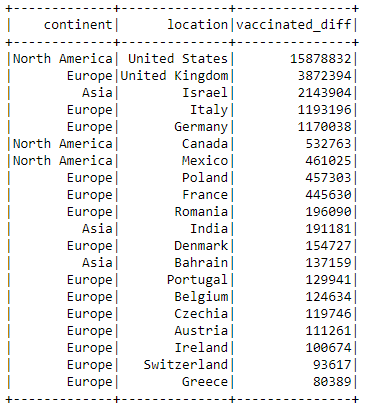 +-------------+--------------+---------------+
|    continent|      location|vaccinated_diff|
+-------------+--------------+---------------+
|North America| United States|       15878832|
|       Europe|United Kingdom|        3872394|
|         Asia|        Israel|        2143904|
|       Europe|         Italy|        1193196|
|       Europe|       Germany|        1170038|
|North America|        Canada|         532763|
|North America|        Mexico|         461025|
|       Europe|        Poland|         457303|
|       Europe|        France|         445630|
|       Europe|       Romania|         196090|
|         Asia|         India|         191181|
|       Europe|       Denmark|         154727|
|         Asia|       Bahrain|         137159|
|       Europe|      Portugal|         129941|
|       Europe|       Belgium|         124634|
|       Europe|       Czechia|         119746|
|       Europe|       Austria|         111261|
|       Europe|       Ireland|         100674|
|       Europe|   Switzerland|          93617|
|       Europe|        Greece|          80389|
+-------------+--------------+---------------+